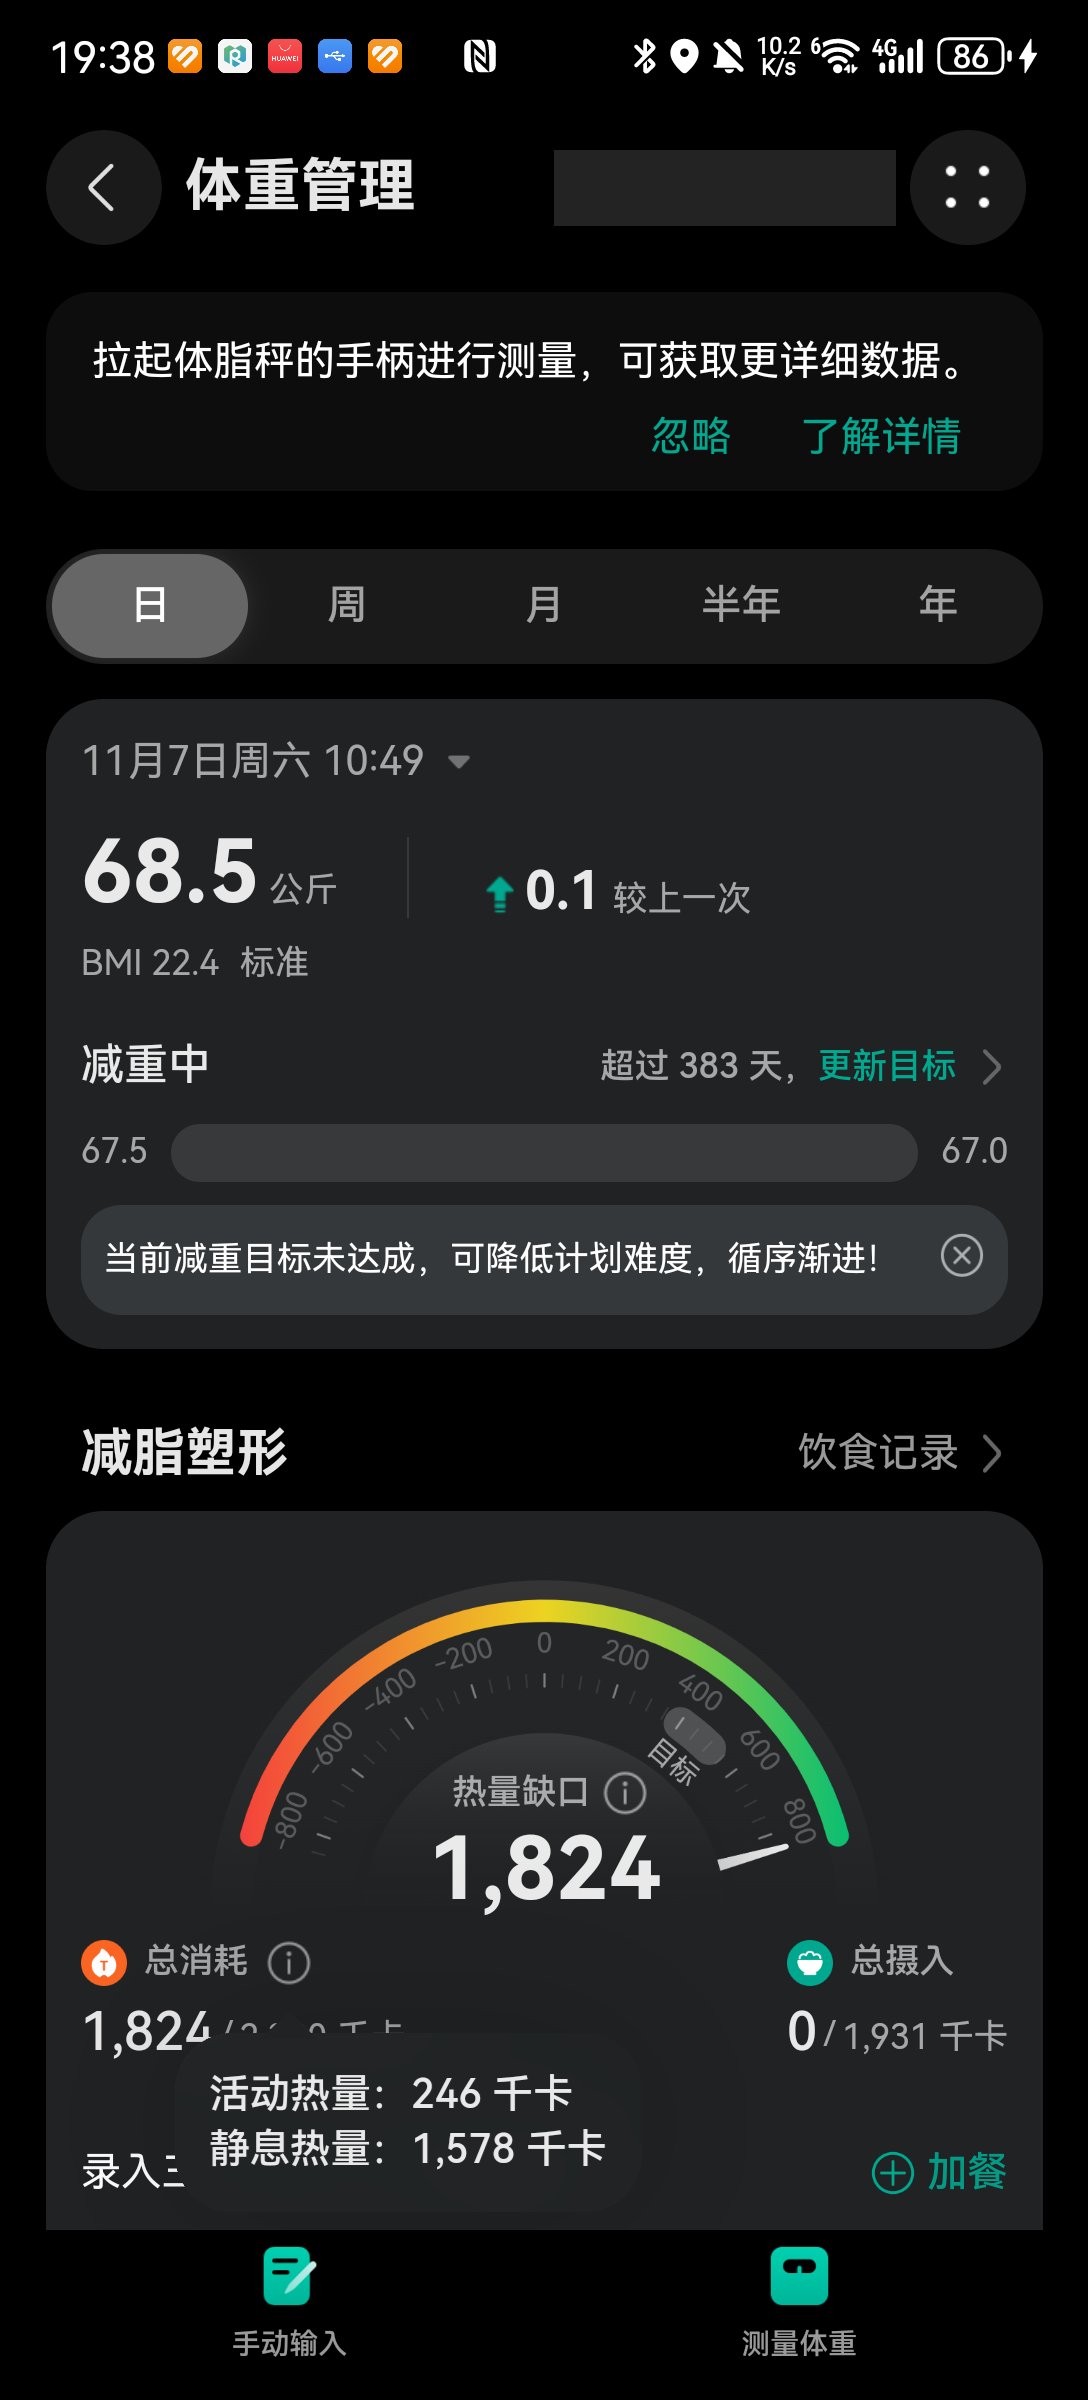 19:38
HUAWEI
10.2 K/s
6
4G
86
体重管理
拉起体脂秤的手柄进行测量，可获取更详细数据。
忽略 了解详情
日 周 月 半年 年
11月7日周六 10:49
68.5 公斤
0.1 较上一次
BMI 22.4 标准
减重中
超过 383 天，更新目标
67.5 67.0
当前减重目标未达成，可降低计划难度，循序渐进！
减脂塑形
饮食记录
-800 -600 -400 -200 0 200 400 600 800
目标
热量缺口
1,824
总消耗
总摄入
1,824/ 千卡
0/1,931 千卡
活动热量：246 千卡
静息热量：1,578 千卡
录入
加餐
手动输入
测量体重